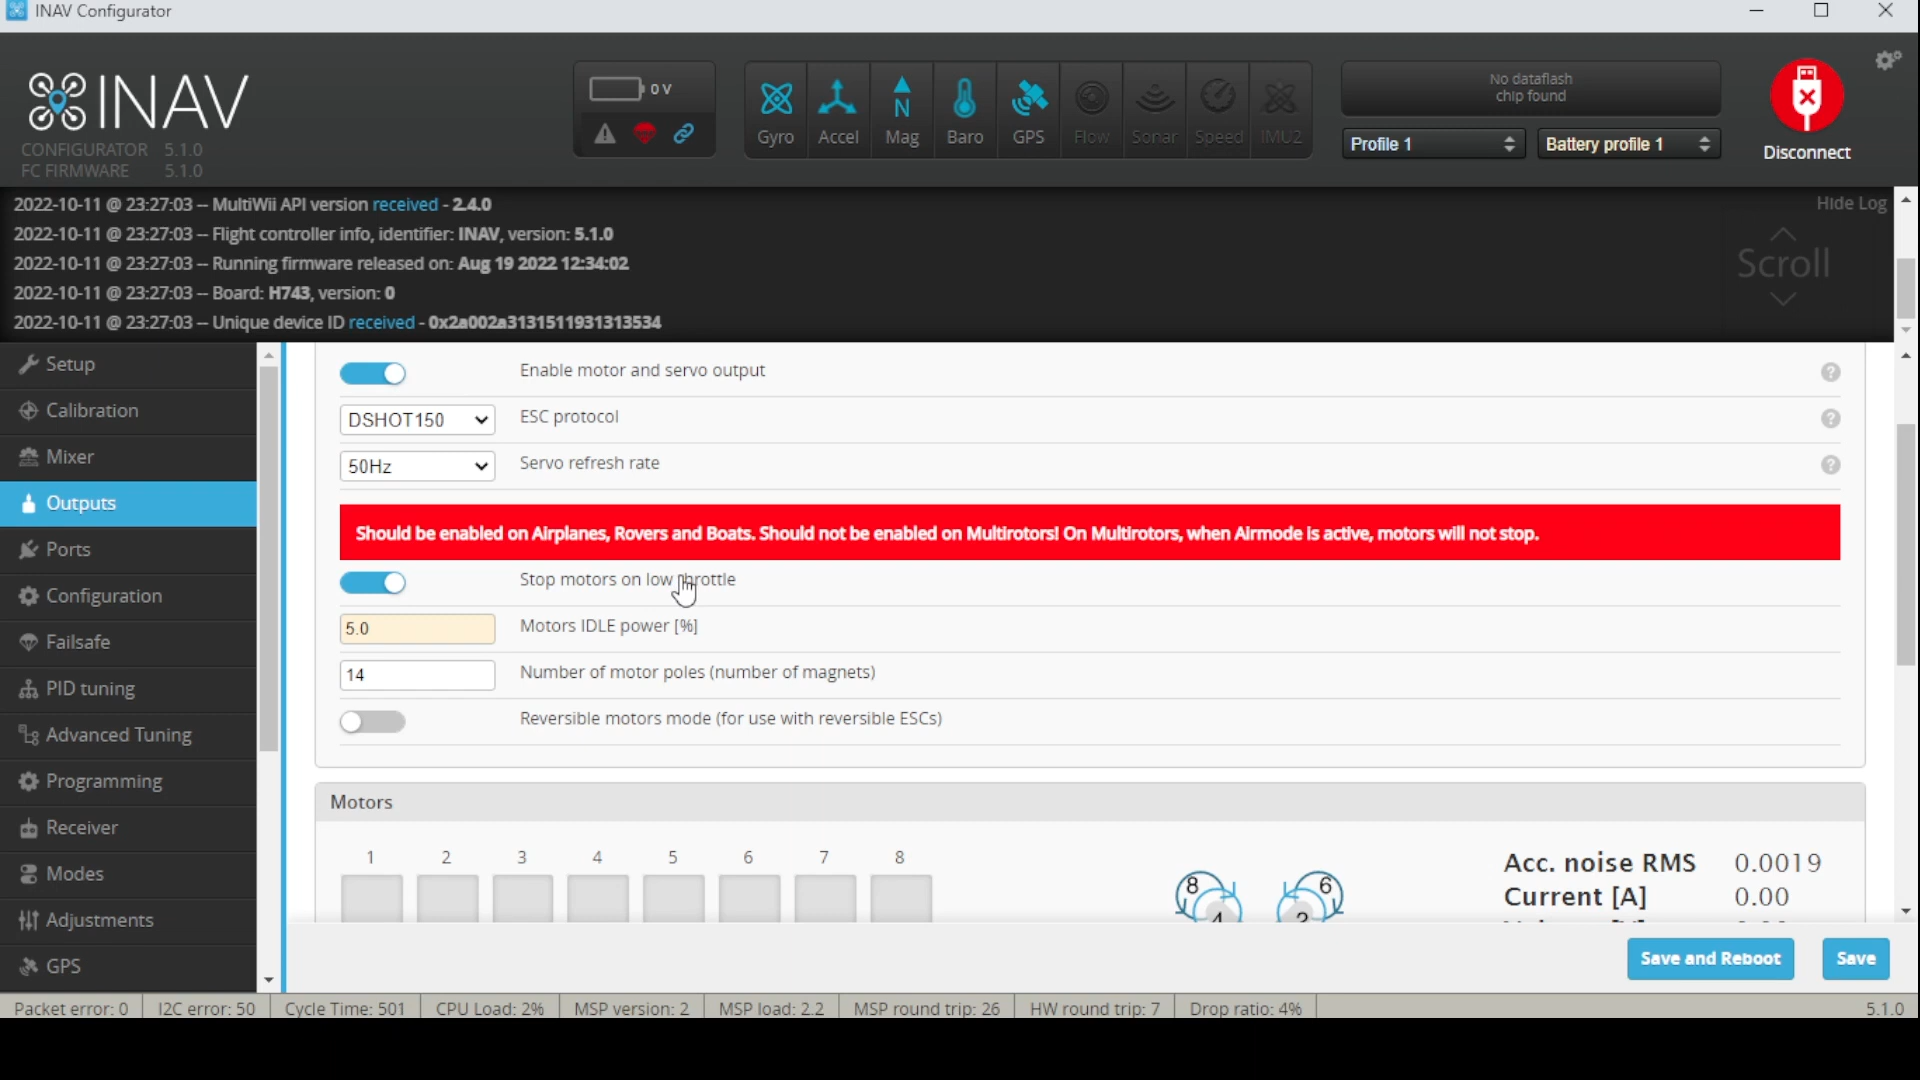 INAV Configurator
INAV
CONFIGURATOR 5.1.0
FC FIRMWARE 5.1.0
0 V
Gyro Accel Mag Baro GPS Flow Sonar Speed IMU2
N
No dataflash
chip found
Profile 1 Battery profile 1
Disconnect
2022-10-11 @ 23:27:03 -- MultiWii API version received - 2.4.0
Hide Log
2022-10-11 @ 23:27:03 -- Flight controller info, identifier: INAV, version: 5.1.0
2022-10-11 @ 23:27:03 -- Running firmware released on: Aug 19 2022 12:34:02
Scroll
2022-10-11 @ 23:27:03 -- Board: H743, version: 0
2022-10-11 @ 23:27:03 -- Unique device ID received - 0x2a002a3131511931313534
Setup
Calibration
Mixer
Outputs
Ports
Configuration
Failsafe
PID tuning
Advanced Tuning
Programming
Receiver
Modes
Adjustments
GPS
Enable motor and servo output ?
DSHOT150 ESC protocol ?
50Hz Servo refresh rate ?
Should be enabled on Airplanes, Rovers and Boats. Should not be enabled on Multirotors! On Multirotors, when Airmode is active, motors will not stop.
Stop motors on low throttle
5.0 Motors IDLE power [%]
14 Number of motor poles (number of magnets)
Reversible motors mode (for use with reversible ESCs)
Motors
1 2 3 4 5 6 7 8
8 6
4 2
Acc. noise RMS 0.0019
Current [A] 0.00
Save and Reboot Save
Packet error: 0 I2C error: 50 Cycle Time: 501 CPU Load: 2% MSP version: 2 MSP load: 2.2 MSP round trip: 26 HW round trip: 7 Drop ratio: 4% 5.1.0